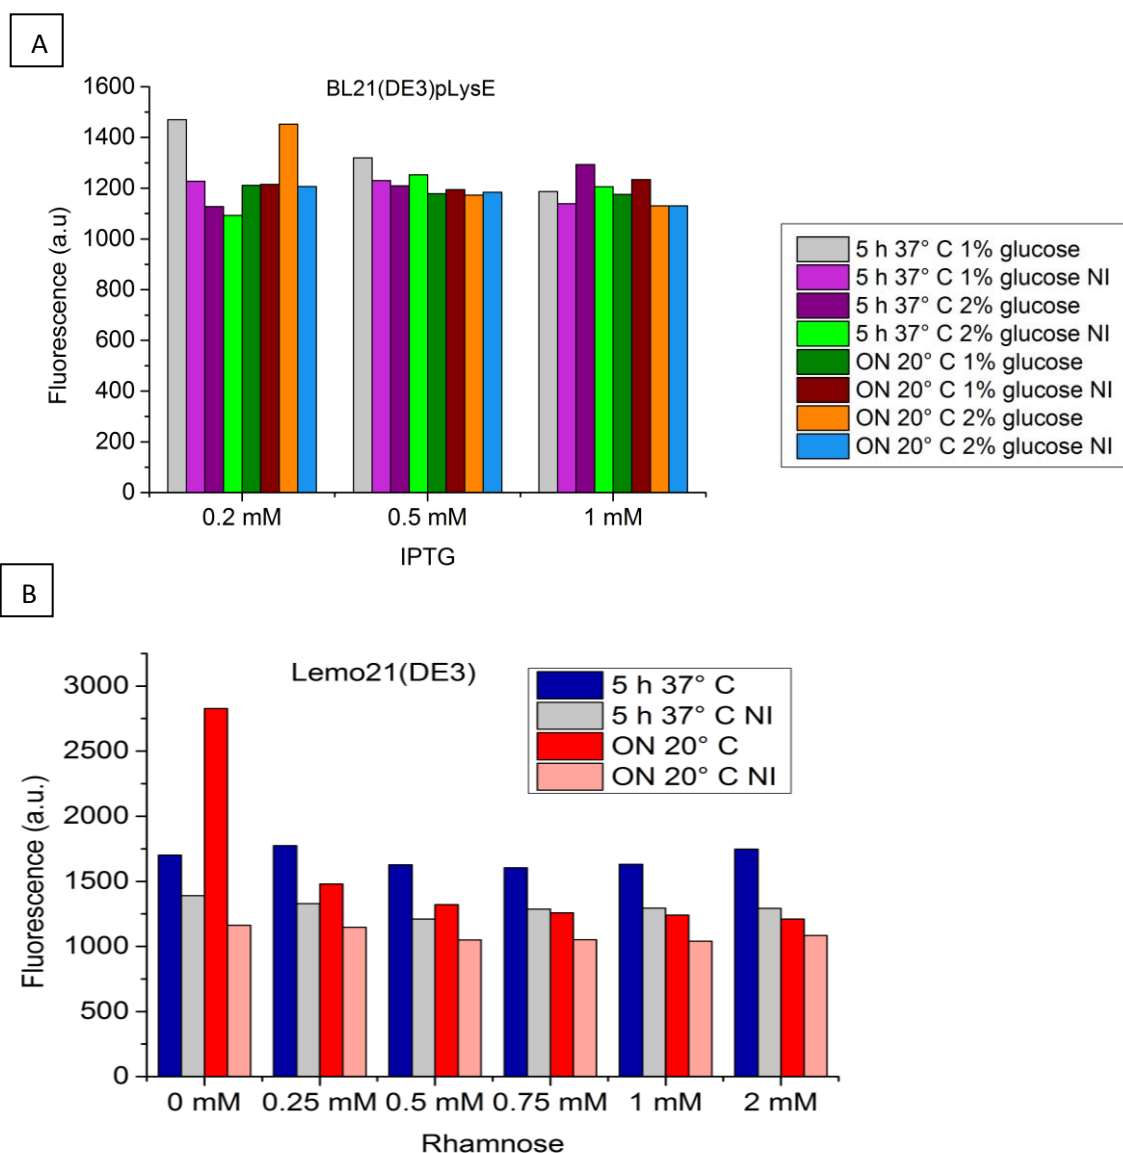 A
BL21(DE3)pLysE
1600
1400
1200
1000
800
600
400
200
0
Fluorescence (a.u)
0.2 mM 0.5 mM 1 mM
IPTG
5 h 37° C 1% glucose
5 h 37° C 1% glucose NI
5 h 37° C 2% glucose
5 h 37° C 2% glucose NI
ON 20° C 1% glucose
ON 20° C 1% glucose NI
ON 20° C 2% glucose
ON 20° C 2% glucose NI
B
Lemo21(DE3)
5 h 37° C
5 h 37° C NI
ON 20° C
ON 20° C NI
3000
2500
2000
1500
1000
500
0
Fluorescence (a.u.)
0 mM 0.25 mM 0.5 mM 0.75 mM 1 mM 2 mM
Rhamnose